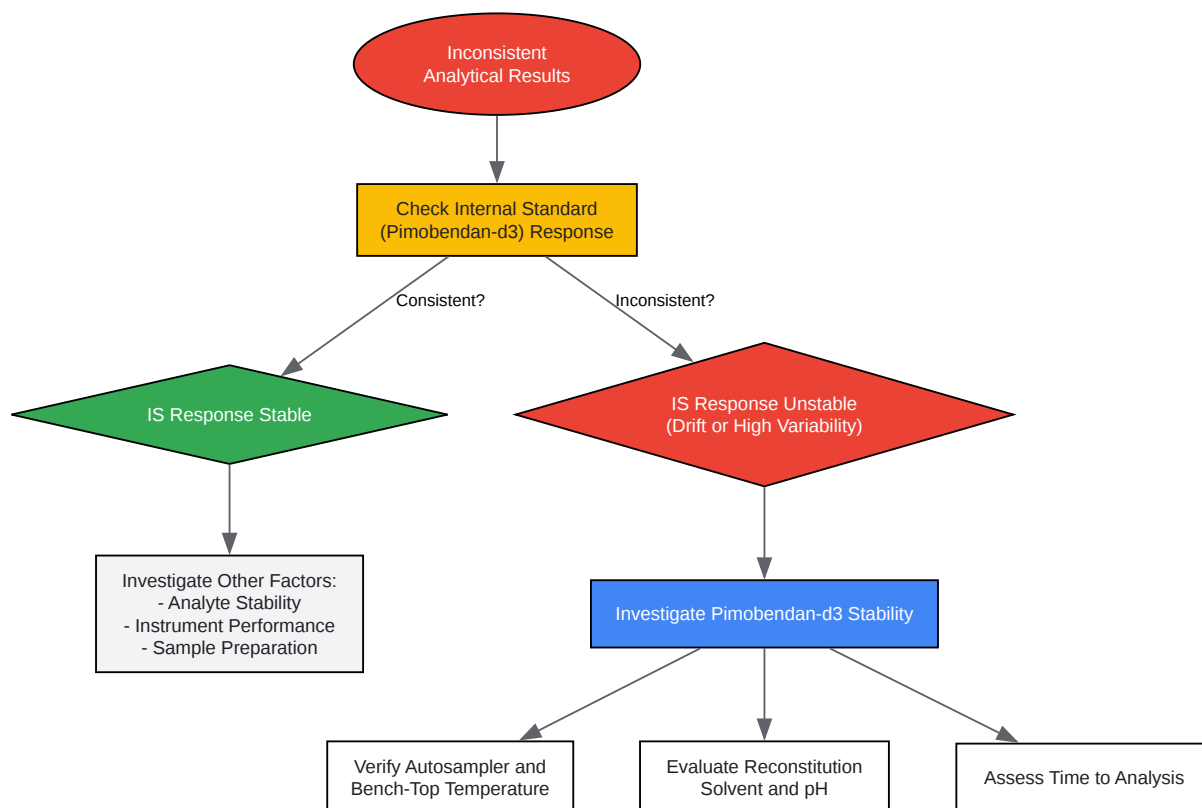 Inconsistent
Analytical Results
Check Internal Standard
(Pimobendan-d3) Response
Consistent?
Inconsistent?
IS Response Stable
IS Response Unstable
(Drift or High Variability)
Investigate Other Factors:
- Analyte Stability
- Instrument Performance
- Sample Preparation
Investigate Pimobendan-d3 Stability
Verify Autosampler and
Bench-Top Temperature
Evaluate Reconstitution
Solvent and pH
Assess Time to Analysis